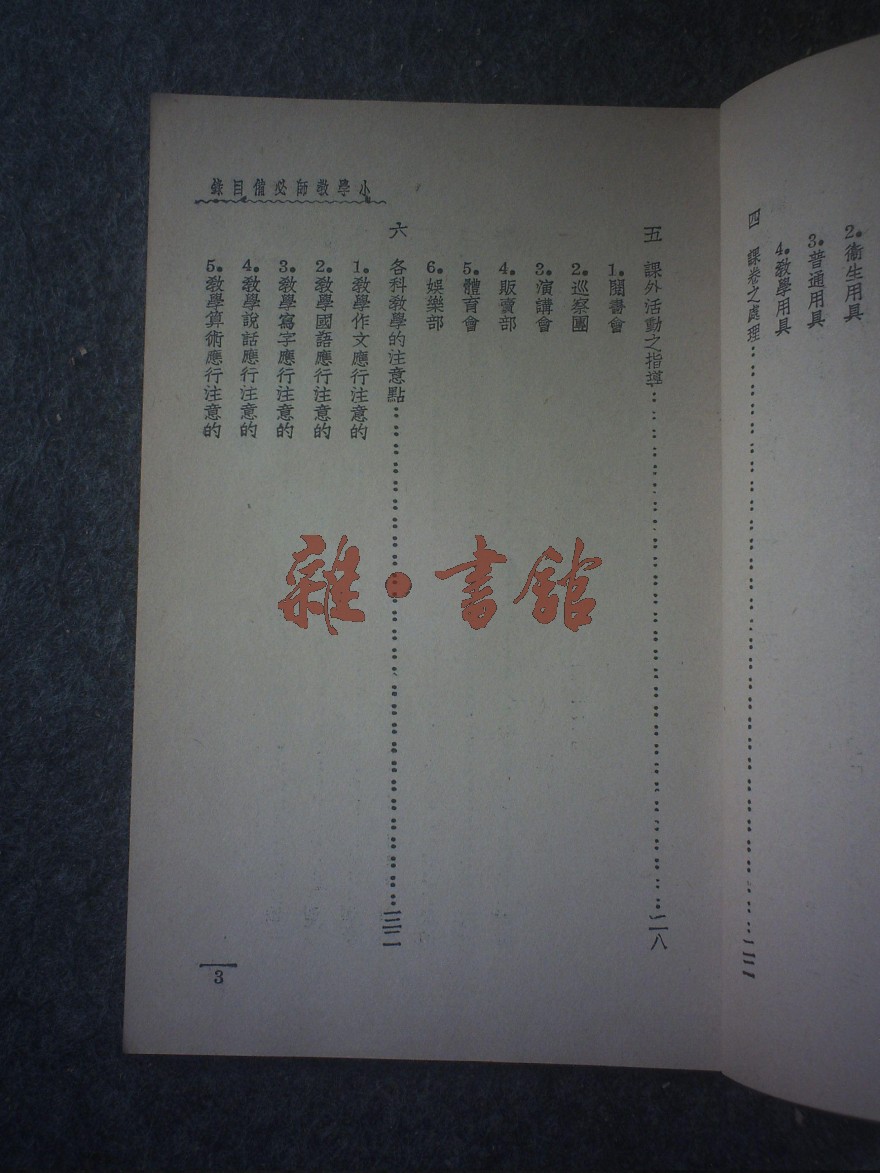 2.衞生用具
3.普通用具
4.教學用具
四 課卷之處理
小學教師必備目錄
五 課外活動之指導……二八
1.閱書會
2.巡察團
3.演講會
4.販賣部
5.體育會
6.娛樂部
六 各科教學的注意點……三二
1.教學作文應行注意的
2.教學國語應行注意的
3.教學寫字應行注意的
4.教學說話應行注意的
5.教學算術應行注意的
3
雜·書館